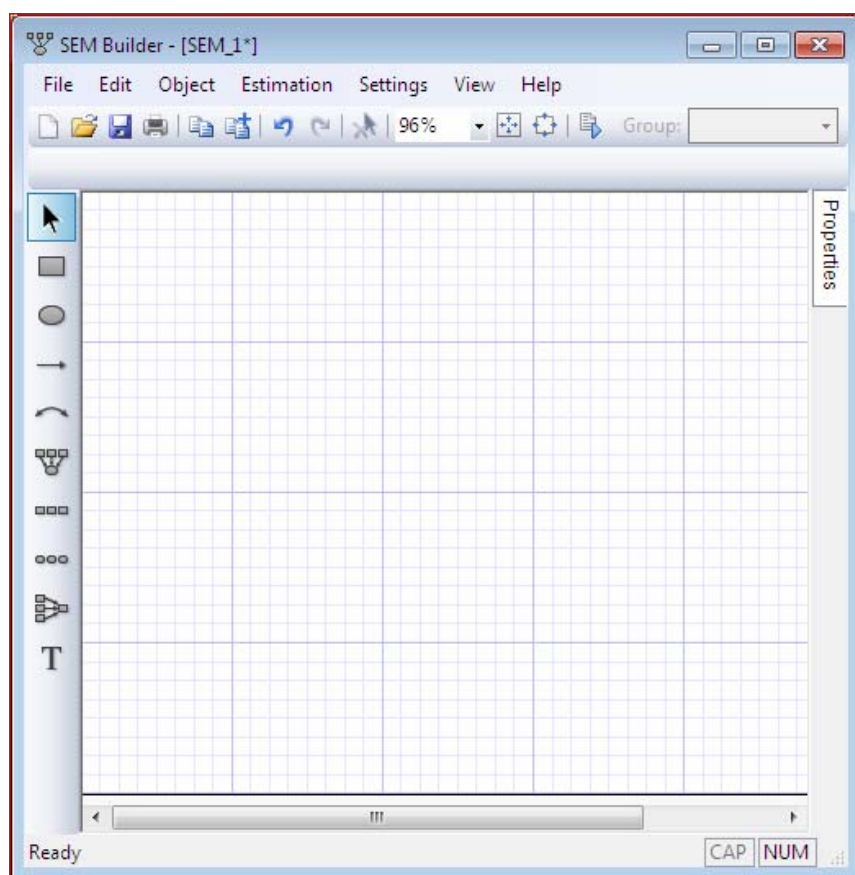 SEM Builder - [SEM_1*]
File Edit Object Estimation Settings View Help
96% Group:
Properties
T
Ready CAP NUM